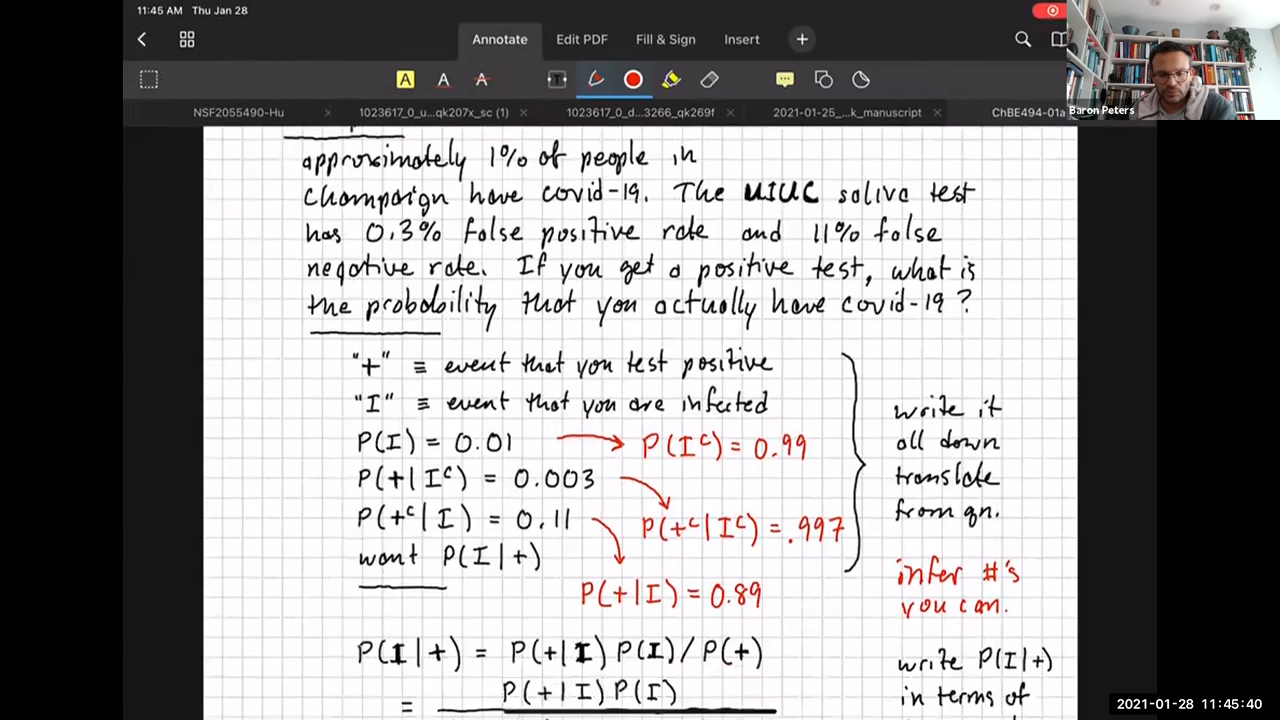 11:45 AM Thu Jan 28
Annotate Edit PDF Fill & Sign Insert
A A A T
NSF2055490-Hu 1023617_0_u...qk207x_sc (1) 1023617_0_d...3266_qk269f 2021-01-25_...k_manuscript ChBE494-01a
Baron Peters
approximately 1% of people in
Champaign have covid-19. The UIUC saliva test
has 0.3% false positive rate and 11% false
negative rate. If you get a positive test, what is
the probability that you actually have covid-19?
"+" ≡ event that you test positive
"I" ≡ event that you are infected
P(I) = 0.01 → P(Iᶜ) = 0.99
P(+|Iᶜ) = 0.003
P(+ᶜ|I) = 0.11 P(+ᶜ|Iᶜ) = .997
want P(I|+)
P(+|I) = 0.89
write it
all down
translate
from qn.
infer #'s
you can.
P(I|+) = P(+|I) P(I) / P(+)
= P(+|I) P(I)
write P(I|+)
in terms of
2021-01-28 11:45:40